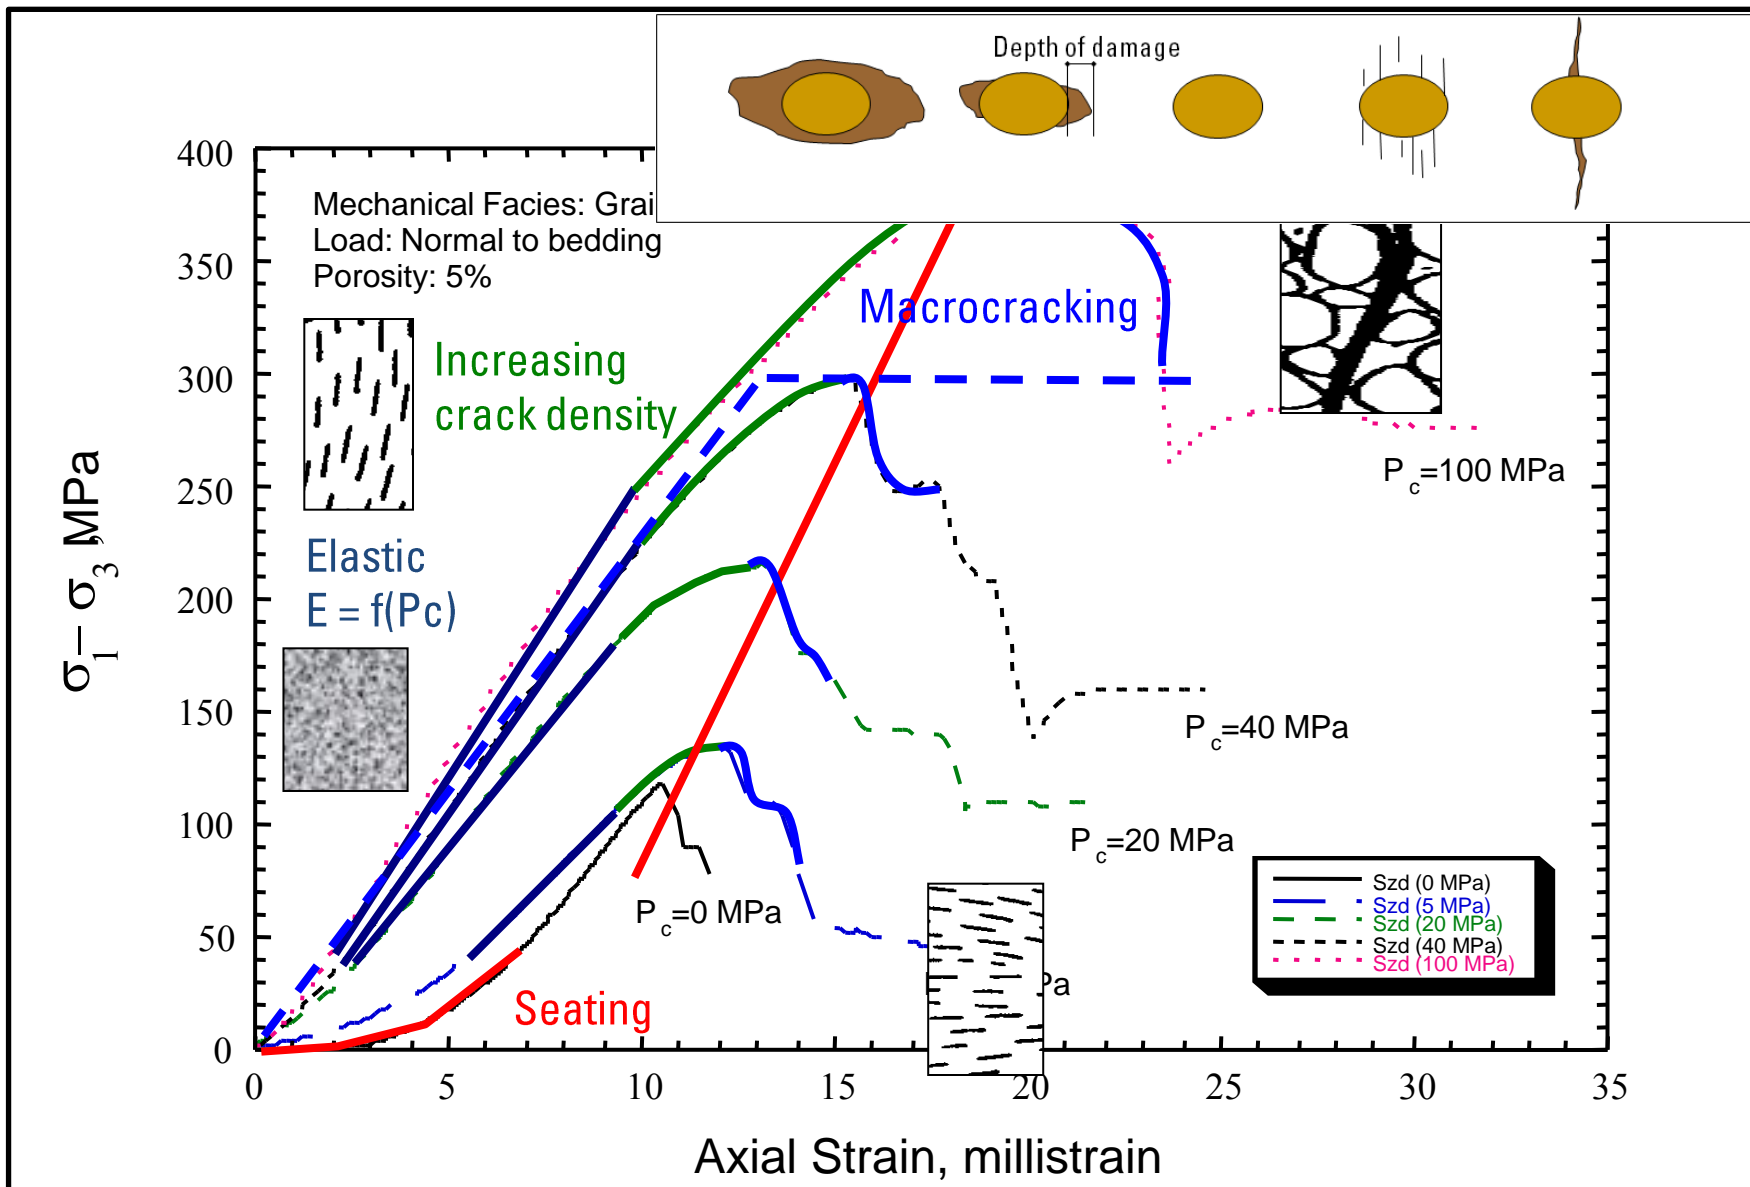 Depth of damage
400
350
300
250
200
150
100
50
0
σ1− σ3, MPa
Mechanical Facies: Grai
Load: Normal to bedding
Porosity: 5%
Macrocracking
Increasing
crack density
Elastic
E = f(Pc)
Pc=100 MPa
Pc=40 MPa
Pc=20 MPa
Pc=0 MPa
Seating
Szd (0 MPa)
Szd (5 MPa)
Szd (20 MPa)
Szd (40 MPa)
Szd (100 MPa)
0 5 10 15 20 25 30 35
Axial Strain, millistrain